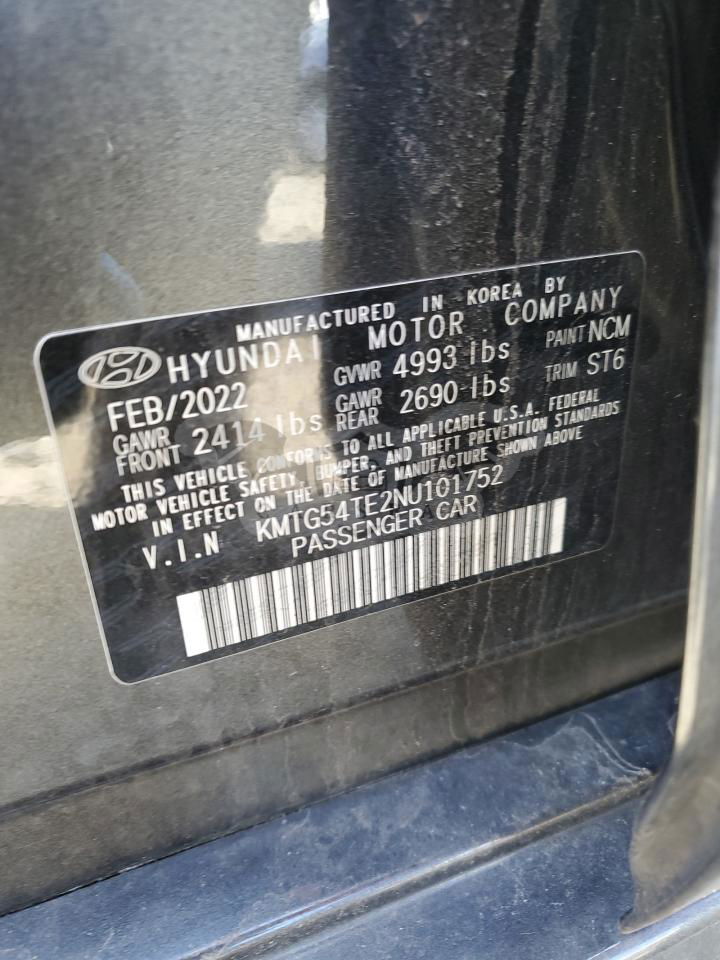 MANUFACTURED IN KOREA BY
HYUNDAI MOTOR COMPANY
FEB/2022 GVWR 4993 lbs PAINT NCM
GAWR FRONT 2414 lbs GAWR REAR 2690 lbs TRIM ST6
THIS VEHICLE CONFORMS TO ALL APPLICABLE U.S.A. FEDERAL
MOTOR VEHICLE SAFETY, BUMPER, AND THEFT PREVENTION STANDARDS
IN EFFECT ON THE DATE OF MANUFACTURE SHOWN ABOVE
V.I.N KMTG54TE2NU101752
PASSENGER CAR